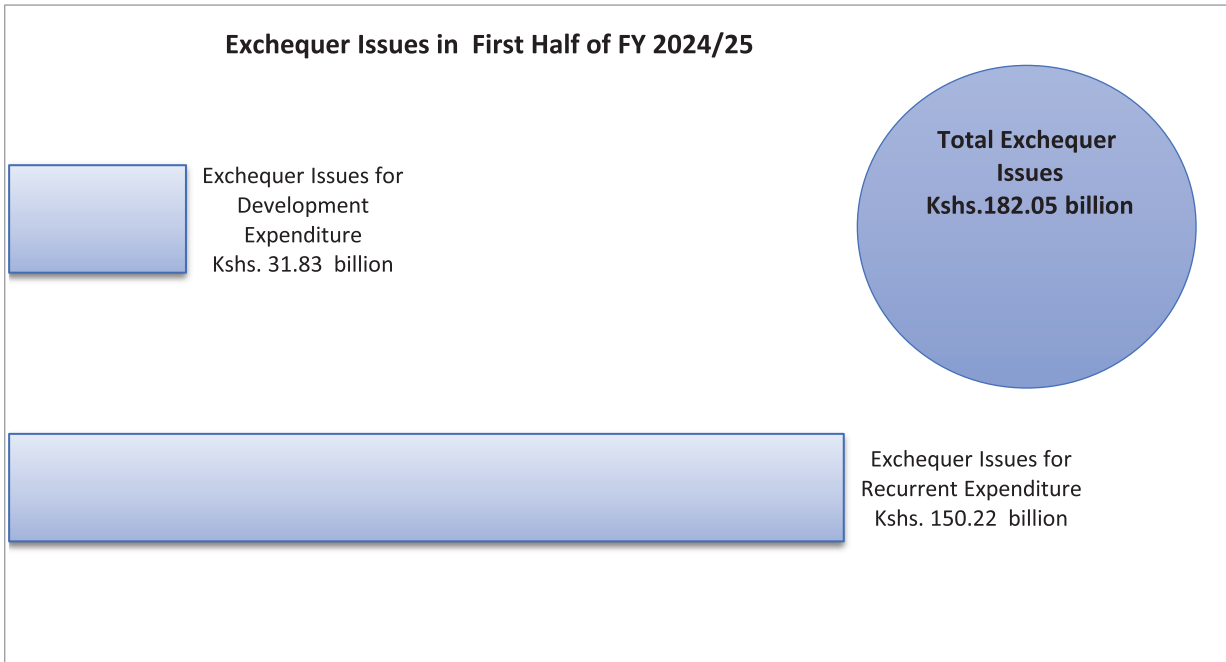 Exchequer Issues in First Half of FY 2024/25
Exchequer Issues for
Development
Expenditure
Kshs. 31.83 billion
Total Exchequer
Issues
Kshs.182.05 billion
Exchequer Issues for
Recurrent Expenditure
Kshs. 150.22 billion